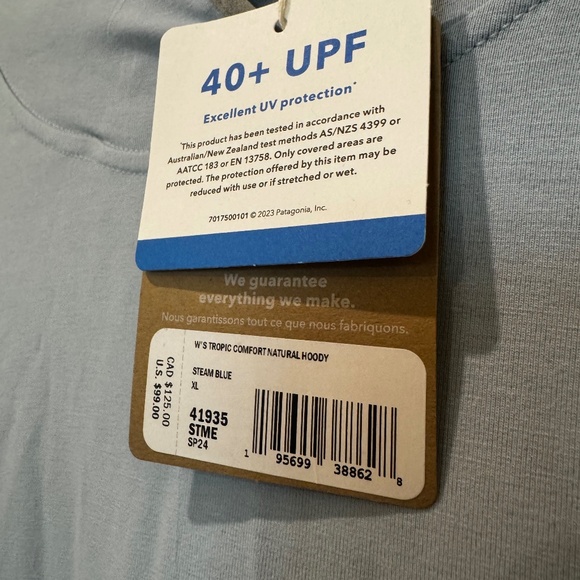 40+ UPF
Excellent UV protection*
*This product has been tested in accordance with
Australian/New Zealand test methods AS/NZS 4399 or
AATCC 183 or EN 13758. Only covered areas are
protected. The protection offered by this item may be
reduced with use or if stretched or wet.
7017500101 © 2023 Patagonia, Inc.
We guarantee
everything we make.
Nous garantissons tout ce que nous fabriquons.
CAD $125.00
U.S. $99.00
W'S TROPIC COMFORT NATURAL HOODY
STEAM BLUE
XL
41935
STME
SP24
1 95699 38862 8